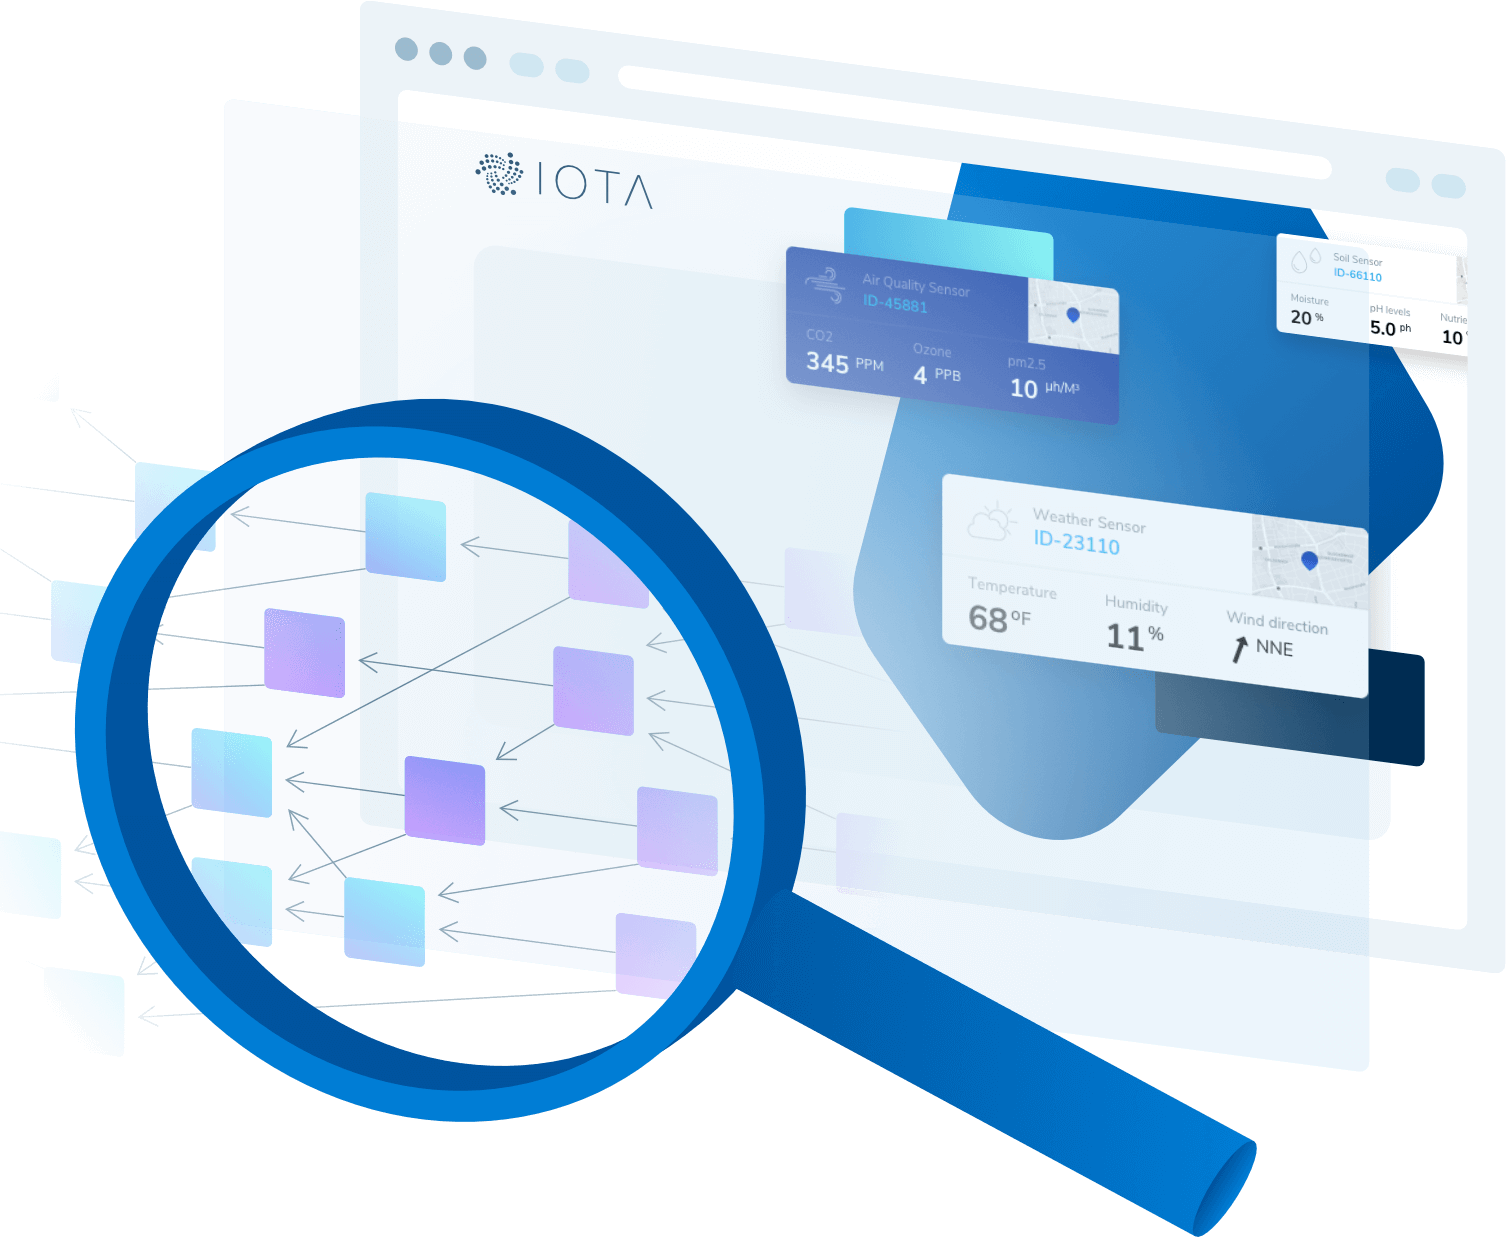 IOTA
Soil Sensor
ID-66110
Moisture
20 %
pH levels
5.0 ph
Nutrie
10
Air Quality Sensor
ID-45881
CO2
345 PPM
Ozone
4 PPB
pm2.5
10 µh/M³
Weather Sensor
ID-23110
Temperature
68 °F
Humidity
11 %
Wind direction
NNE